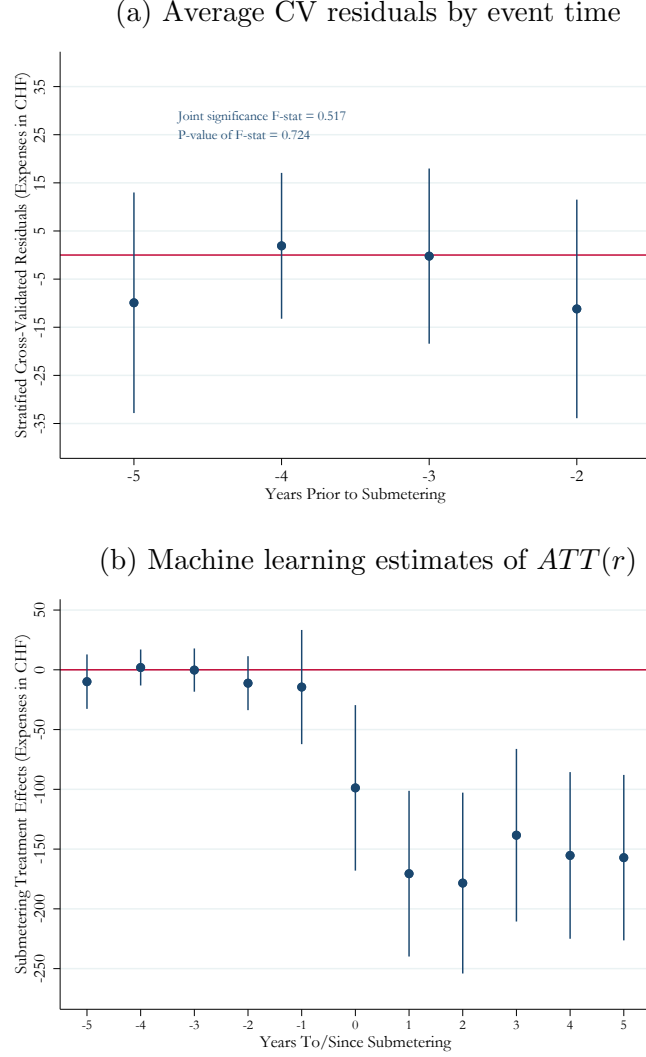 (a) Average CV residuals by event time
Stratified Cross-Validated Residuals (Expenses in CHF)
35
25
15
5
-5
-15
-25
-35
Joint significance F-stat = 0.517
P-value of F-stat = 0.724
-5 -4 -3 -2
Years Prior to Submetering
(b) Machine learning estimates of ATT(r)
Submetering Treatment Effects (Expenses in CHF)
50
0
-50
-100
-150
-200
-250
-5 -4 -3 -2 -1 0 1 2 3 4 5
Years To/Since Submetering